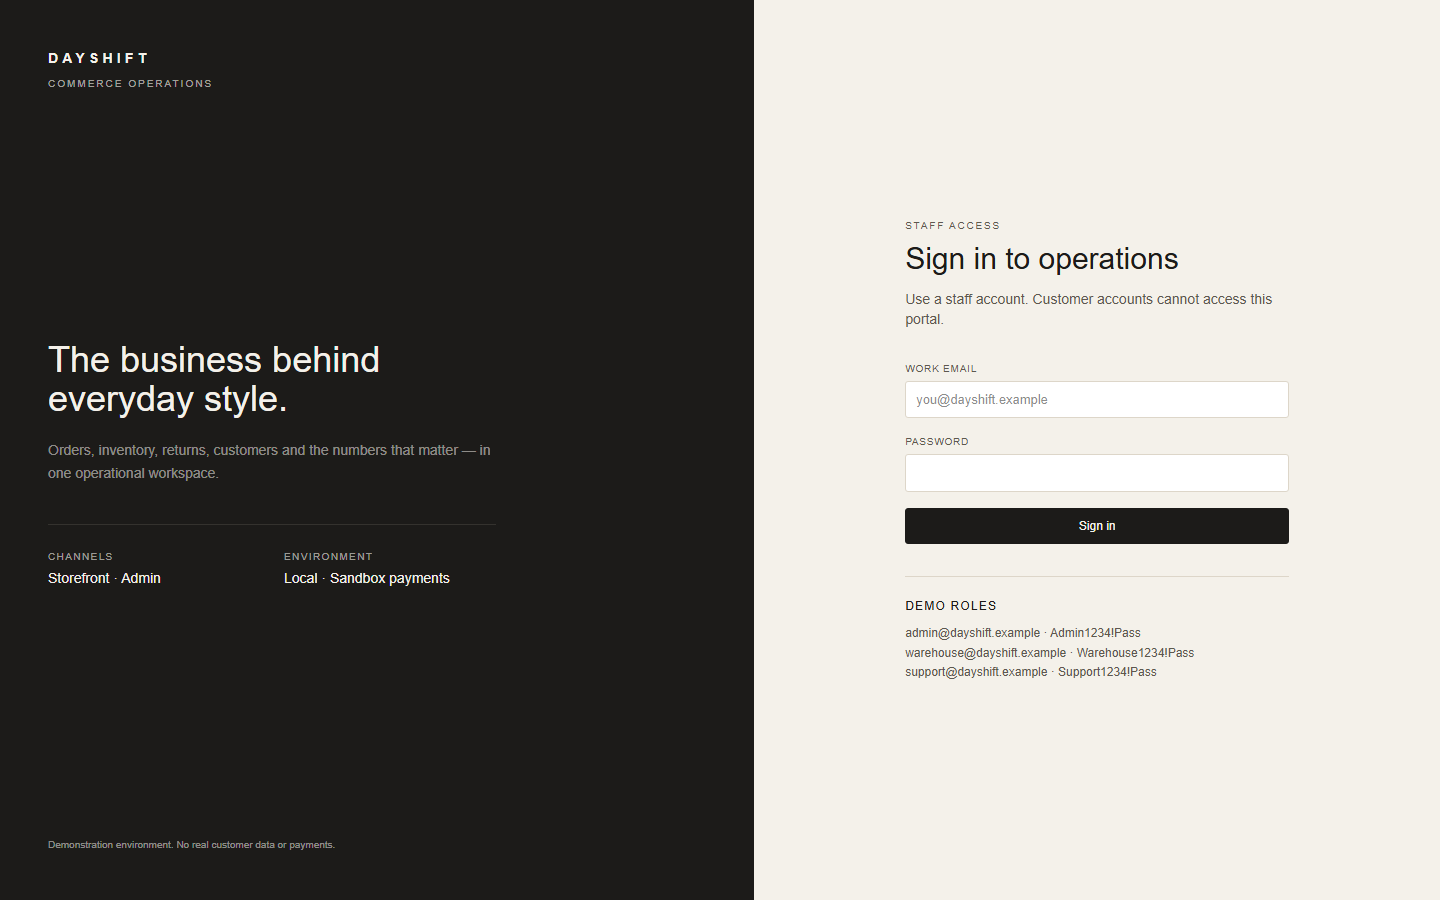 DAYSHIFT
COMMERCE OPERATIONS
The business behind
everyday style.
Orders, inventory, returns, customers and the numbers that matter — in
one operational workspace.
CHANNELS
Storefront · Admin
ENVIRONMENT
Local · Sandbox payments
Demonstration environment. No real customer data or payments.
STAFF ACCESS
Sign in to operations
Use a staff account. Customer accounts cannot access this
portal.
WORK EMAIL
you@dayshift.example
PASSWORD
Sign in
DEMO ROLES
admin@dayshift.example · Admin1234!Pass
warehouse@dayshift.example · Warehouse1234!Pass
support@dayshift.example · Support1234!Pass